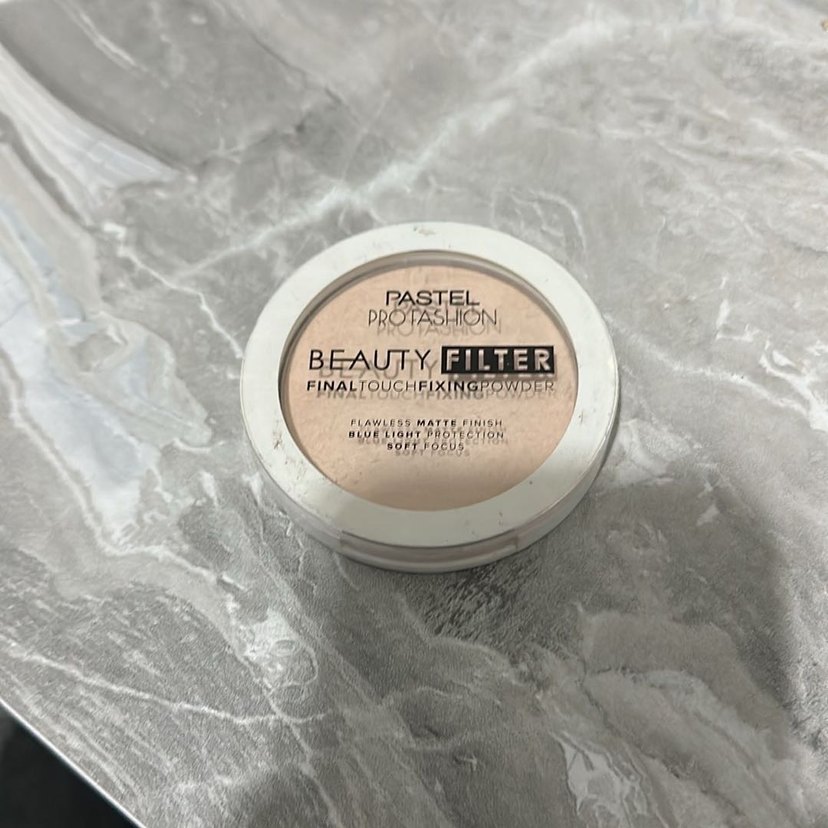 PASTEL
PROFASHION
BEAUTY FILTER
FINALTOUCHFIXINGPOWDER
FLAWLESS MATTE FINISH
BLUE LIGHT PROTECTION
SOFT FOCUS